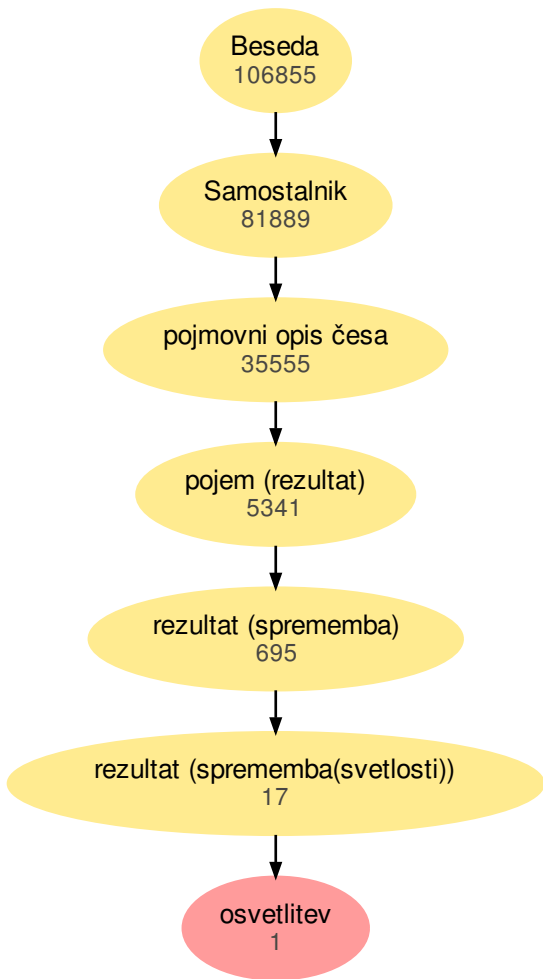 Beseda
106855
Samostalnik
81889
pojmovni opis česa
35555
pojem (rezultat)
5341
rezultat (sprememba)
695
rezultat (sprememba(svetlosti))
17
osvetlitev
1